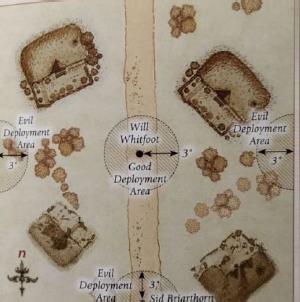 Evil
Deployment
Area
3"
Will
Whitfoot
3"
Good
Deployment
Area
Evil
Deployment
Area
3"
n
Evil
Deployment
Area
3"
Sid Briarthorn